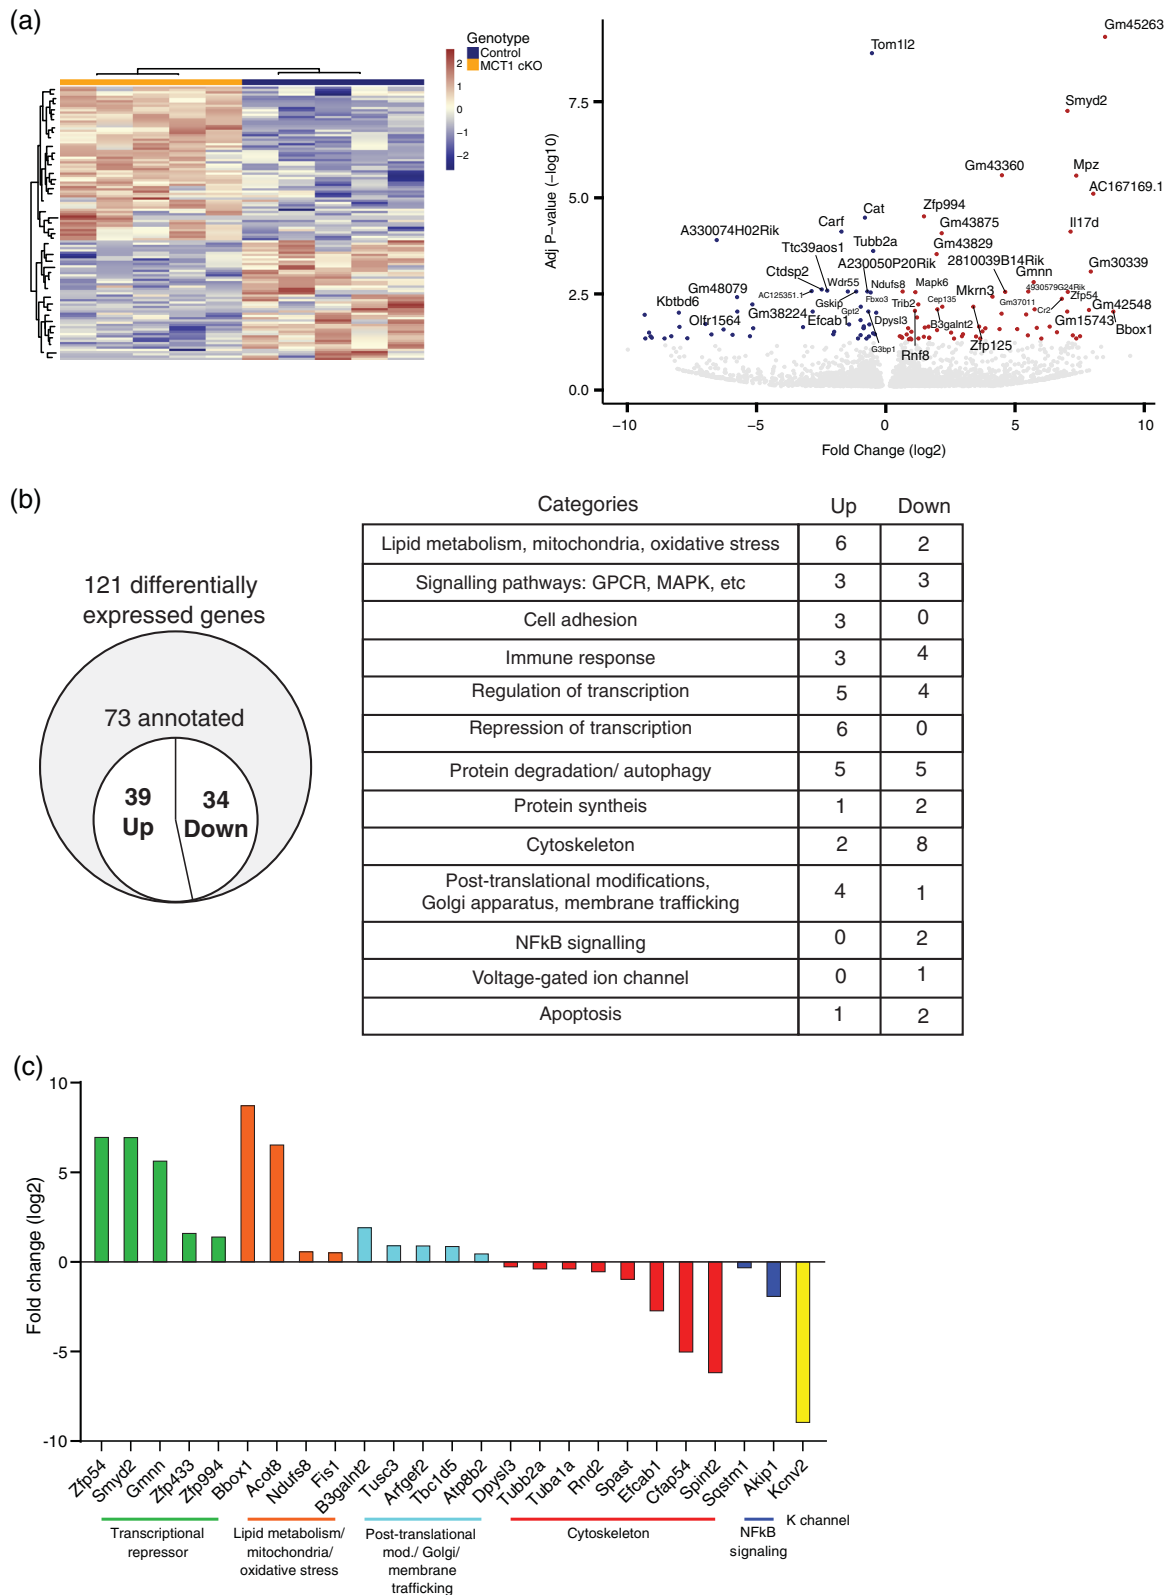 (a)
Genotype
Control
MCT1 cKO
2
1
0
−1
−2
Adj P-value (−log10)
7.5
5.0
2.5
0.0
−10
−5
0
5
10
Fold Change (log2)
Gm45263
Tom1l2
Smyd2
Gm43360
Mpz
AC167169.1
Zfp994
Cat
Carf
Gm43875
Il17d
A330074H02Rik
Tubb2a
Gm43829
Ttc39aos1
A230050P20Rik
2810039B14Rik
Gm30339
Ctdsp2
Wdr55
Ndufs8
Mapk6
Mkrn3
Gmnn
4930579G24Rik
Gm48079
AC125351.1
Gskip
Fbxo3
Cep135
Gm37011
Zfp54
Kbtbd6
Gm38224
Gpt2
Trib2
Cr2
Gm42548
Olfr1564
Efcab1
Dpysl3
B3galnt2
Gm15743
Bbox1
G3bp1
Rnf8
Zfp125
(b)
121 differentially
expressed genes
73 annotated
39
Up
34
Down
Categories Up Down
Lipid metabolism, mitochondria, oxidative stress 6 2
Signalling pathways: GPCR, MAPK, etc 3 3
Cell adhesion 3 0
Immune response 3 4
Regulation of transcription 5 4
Repression of transcription 6 0
Protein degradation/ autophagy 5 5
Protein syntheis 1 2
Cytoskeleton 2 8
Post-translational modifications,
Golgi apparatus, membrane trafficking 4 1
NFkB signalling 0 2
Voltage-gated ion channel 0 1
Apoptosis 1 2
(c)
Fold change (log2)
10
5
0
-5
-10
Zfp54
Smyd2
Gmnn
Zfp433
Zfp994
Bbox1
Acot8
Ndufs8
Fis1
B3galnt2
Tusc3
Arfgef2
Tbc1d5
Atp8b2
Dpysl3
Tubb2a
Tuba1a
Rnd2
Spast
Efcab1
Cfap54
Spint2
Sqstm1
Akip1
Kcnv2
Transcriptional
repressor
Lipid metabolism/
mitochondria/
oxidative stress
Post-translational
mod./ Golgi/
membrane
trafficking
Cytoskeleton
NFkB
signaling
K channel